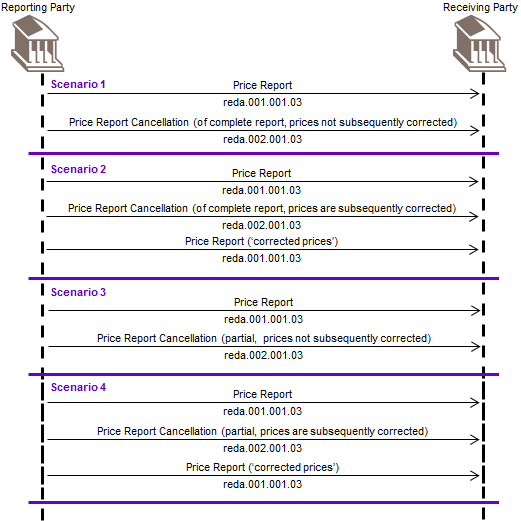 Reporting Party
Receiving Party
Scenario 1
Price Report
reda.001.001.03
Price Report Cancellation (of complete report, prices not subsequently corrected)
reda.002.001.03
Scenario 2
Price Report
reda.001.001.03
Price Report Cancellation (of complete report, prices are subsequently corrected)
reda.002.001.03
Price Report (‘corrected prices’)
reda.001.001.03
Scenario 3
Price Report
reda.001.001.03
Price Report Cancellation (partial,  prices not subsequently corrected)
reda.002.001.03
Scenario 4
Price Report
reda.001.001.03
Price Report Cancellation (partial, prices are subsequently corrected)
reda.002.001.03
Price Report (‘corrected prices’)
reda.001.001.03